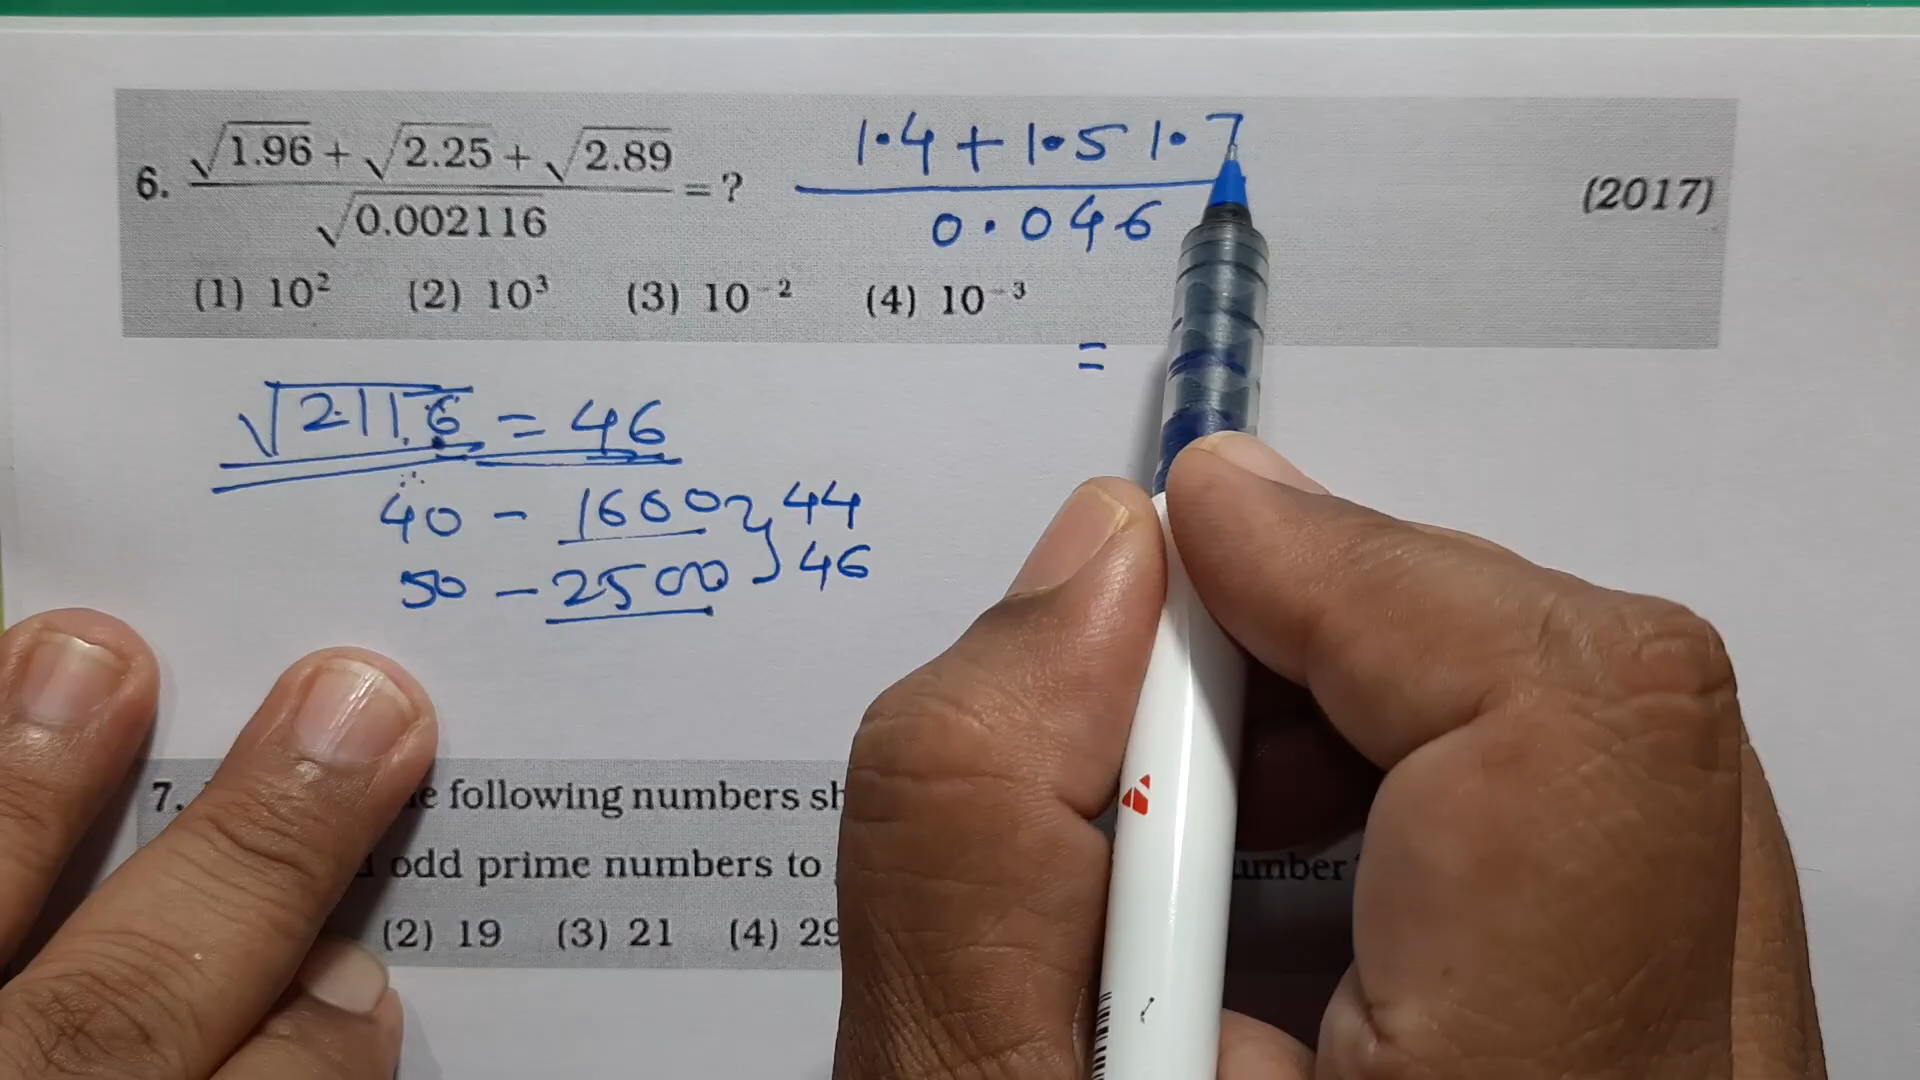 6. √1.96 + √2.25 + √2.89 / √0.002116 = ?
1.4 + 1.5 1.7
0.046
(2017)
(1) 10² (2) 10³ (3) 10⁻² (4) 10⁻³
=
√2116 = 46
40 - 1600 44
50 - 2500 46
7. following numbers
odd prime numbers to
(2) 19 (3) 21 (4) 29